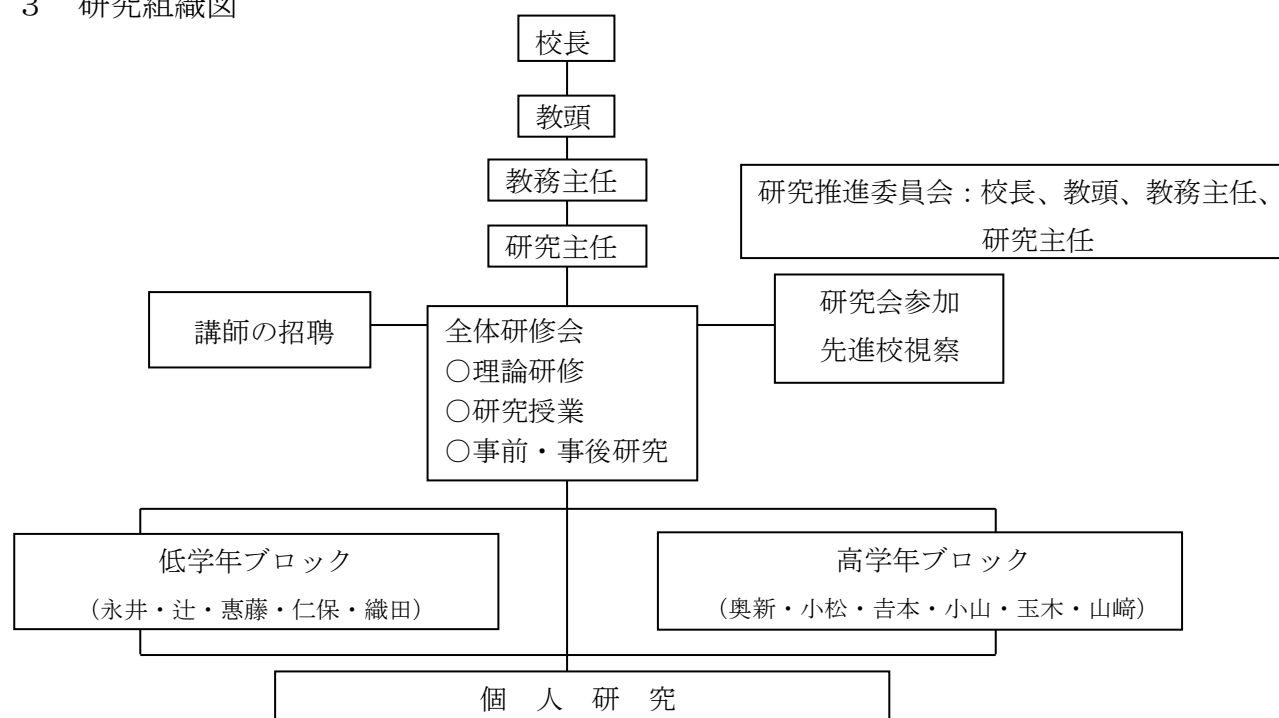 ３　研究組織図
校長
教頭
教務主任
研究推進委員会：校長、教頭、教務主任、
研究主任
研究主任
講師の招聘
全体研修会
○理論研修
○研究授業
○事前・事後研究
研究会参加
先進校視察
低学年ブロック
（永井・辻・惠藤・仁保・織田）
高学年ブロック
（奥新・小松・𠮷本・小山・玉木・山﨑）
個　人　研　究